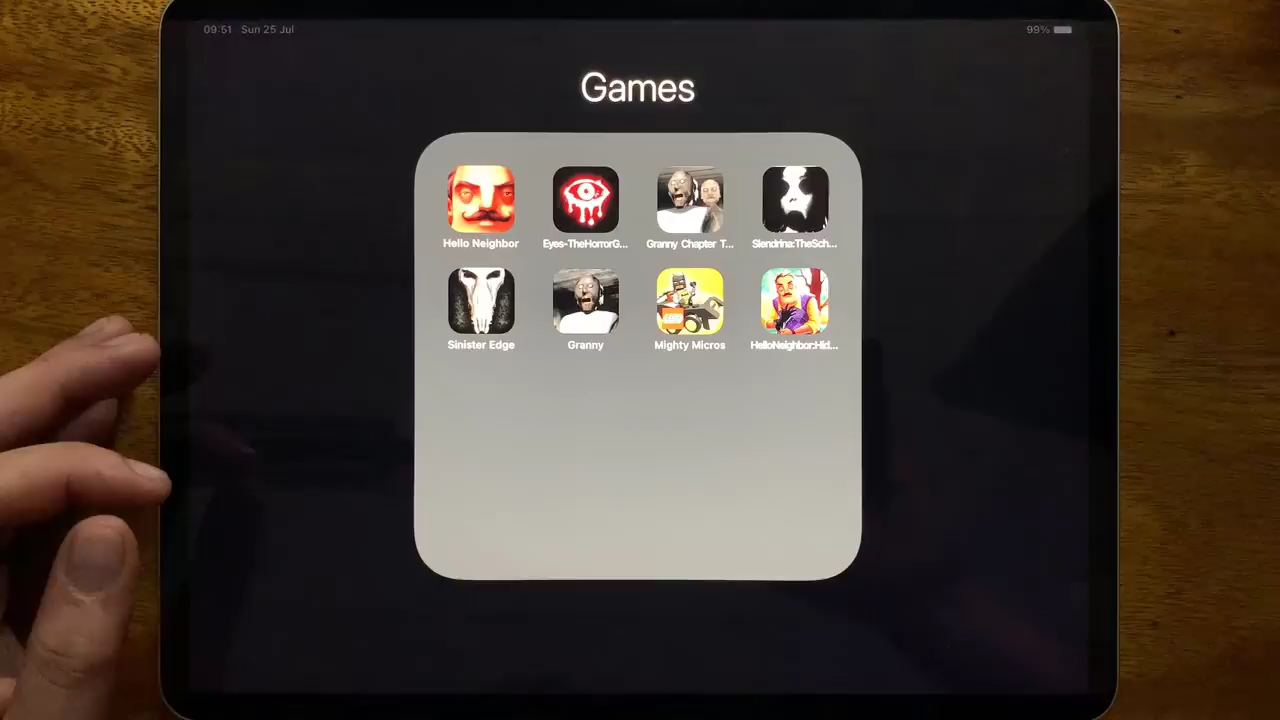 09:51 Sun 25 Jul
99%
Games
Hello Neighbor
Eyes-TheHorrorG...
Granny Chapter T...
Slendrina:TheSch...
Sinister Edge
Granny
LEGO
Mighty Micros
HelloNeighbor:Hid...